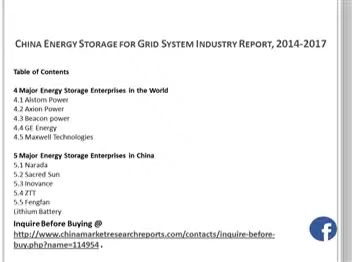 CHINA ENERGY STORAGE FOR GRID SYSTEM INDUSTRY REPORT, 2014-2017
Table of Contents
4 Major Energy Storage Enterprises in the World
4.1 Alstom Power
4.2 Axion Power
4.3 Beacon power
4.4 GE Energy
4.5 Maxwell Technologies
5 Major Energy Storage Enterprises in China
5.1 Narada
5.2 Sacred Sun
5.3 Inovance
5.4 ZTT
5.5 Fengfan
Lithium Battery
Inquire Before Buying @
http://www.chinamarketresearchreports.com/contacts/inquire-before-
buy.php?name=114954 .
f